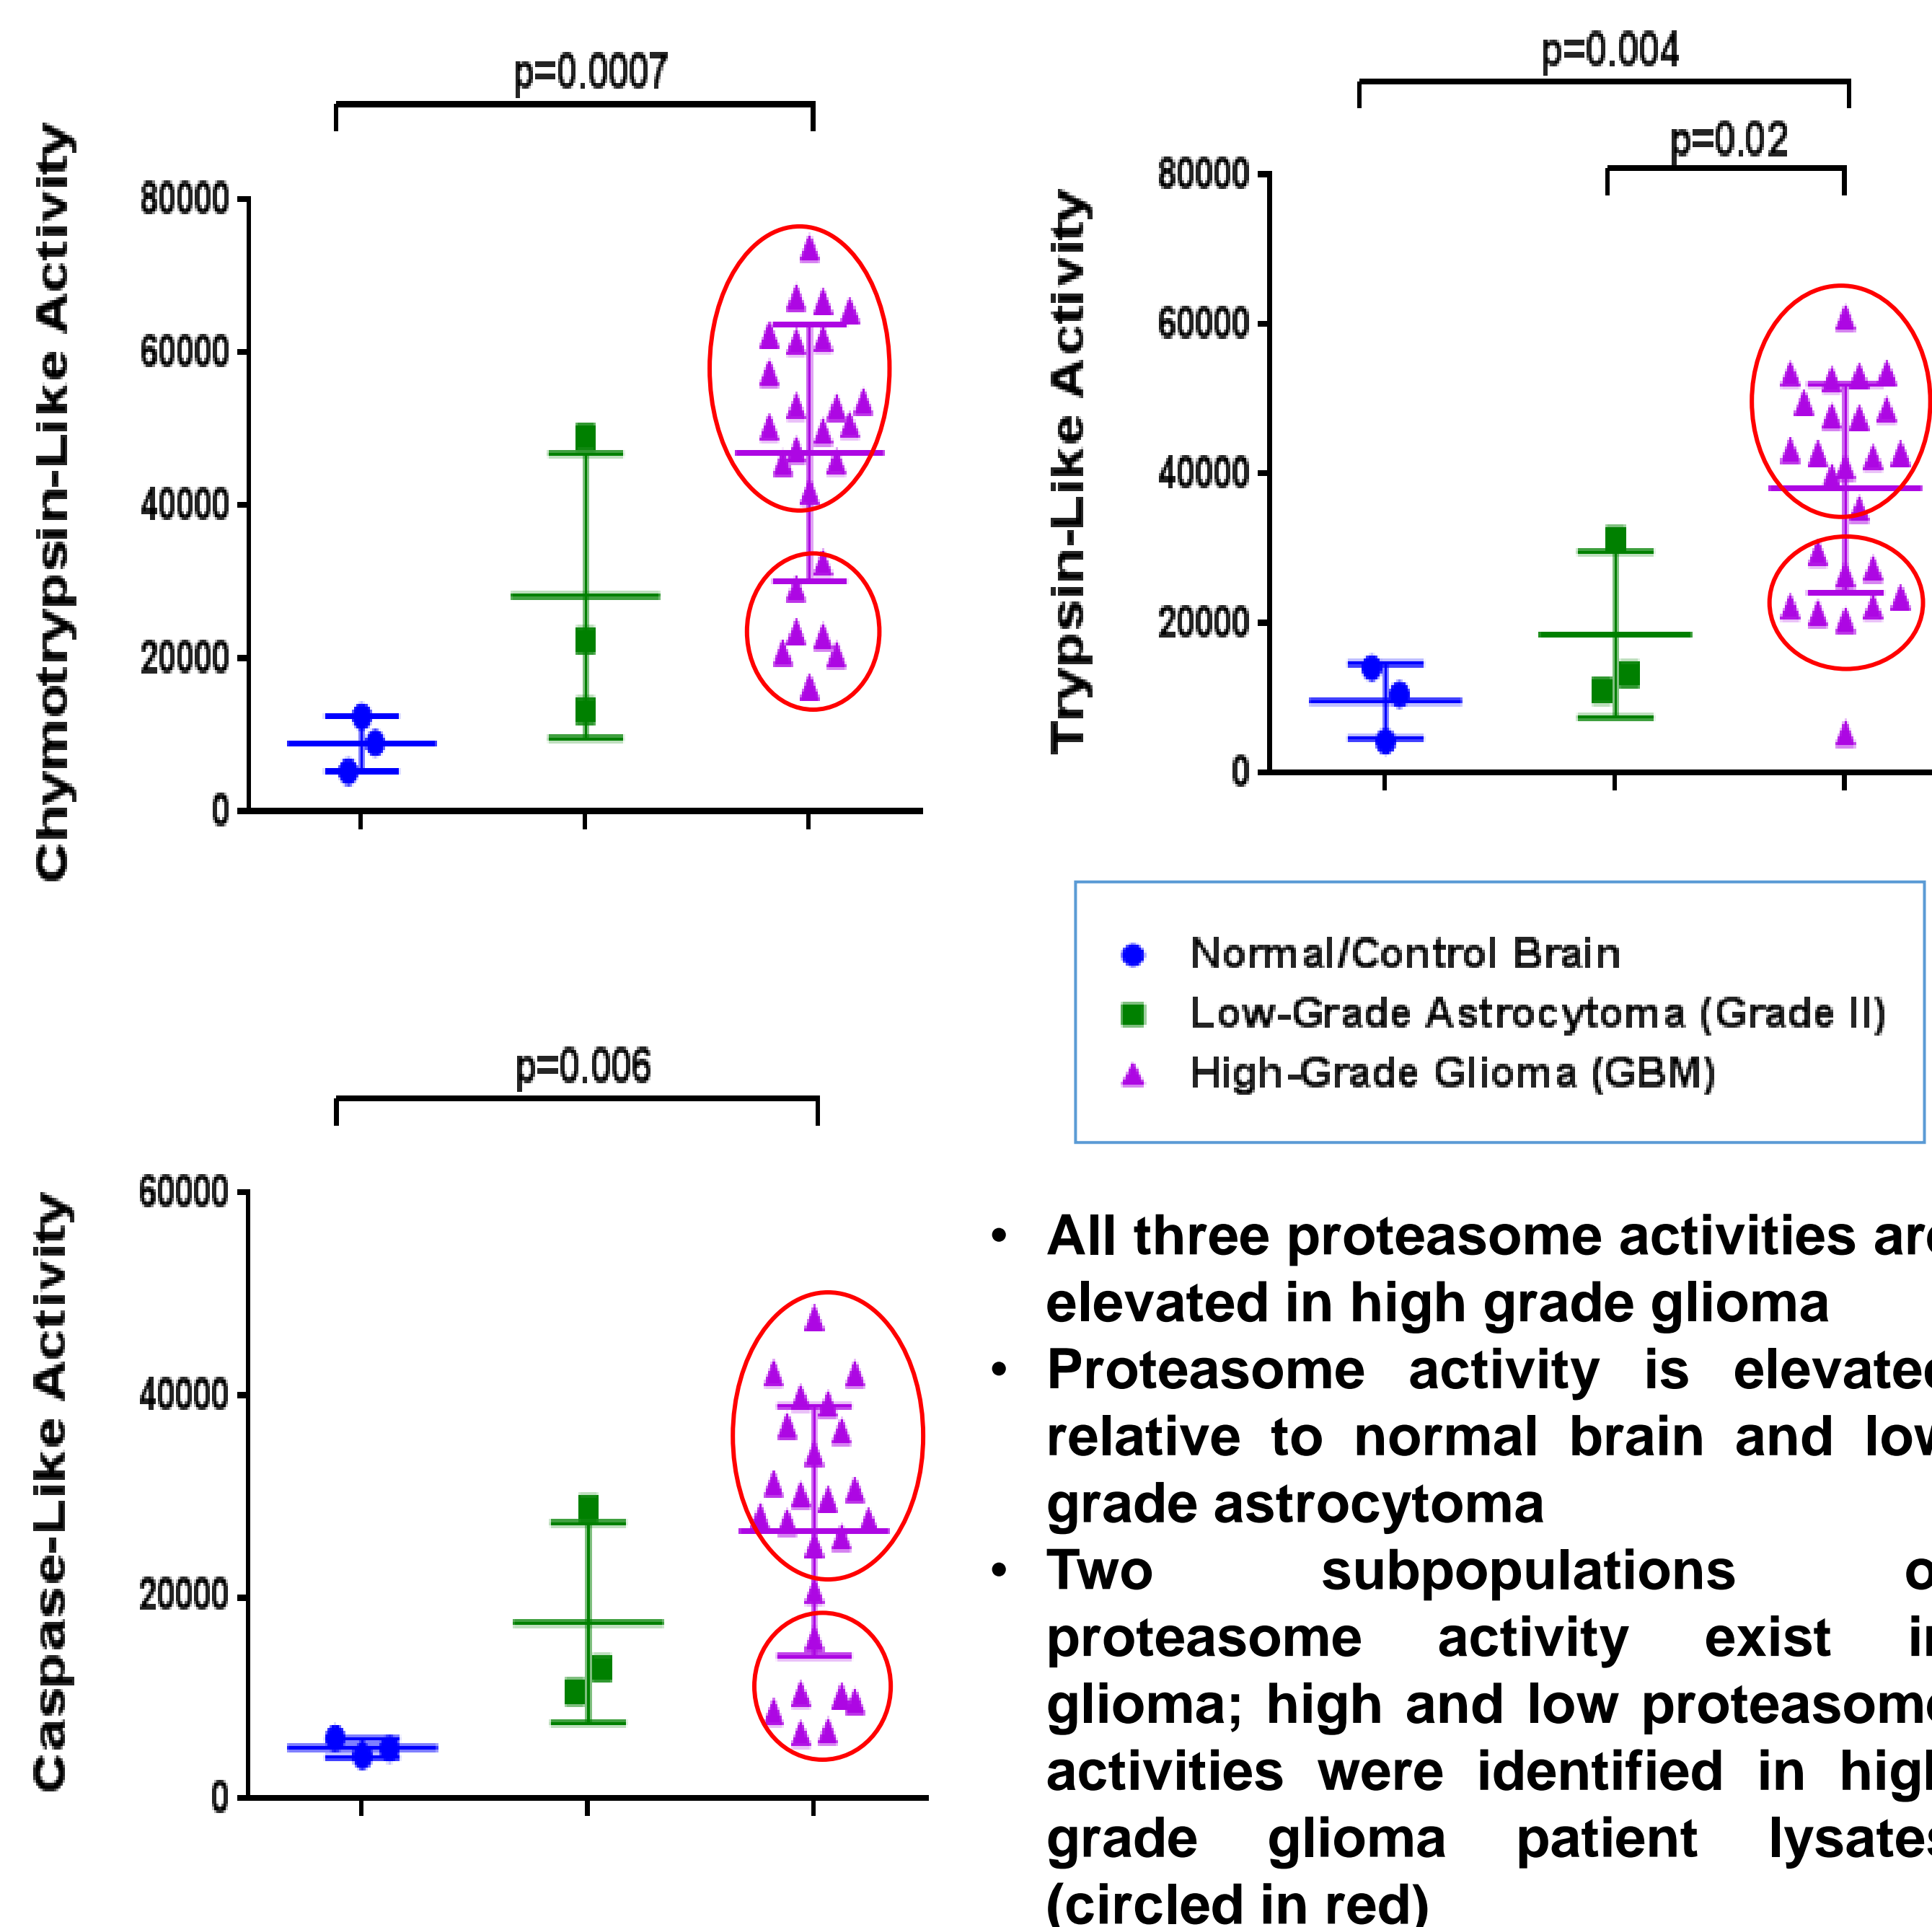 p=0.0007
Chymotrypsin-Like Activity
80000
60000
40000
20000
0
p=0.004
p=0.02
Trypsin-Like Activity
80000
60000
40000
20000
0
Normal/Control Brain
Low-Grade Astrocytoma (Grade II)
High-Grade Glioma (GBM)
p=0.006
Caspase-Like Activity
60000
40000
20000
0
• All three proteasome activities are
elevated in high grade glioma
• Proteasome activity is elevated
relative to normal brain and low
grade astrocytoma
• Two subpopulations of
proteasome activity exist in
glioma; high and low proteasome
activities were identified in high
grade glioma patient lysates
(circled in red)